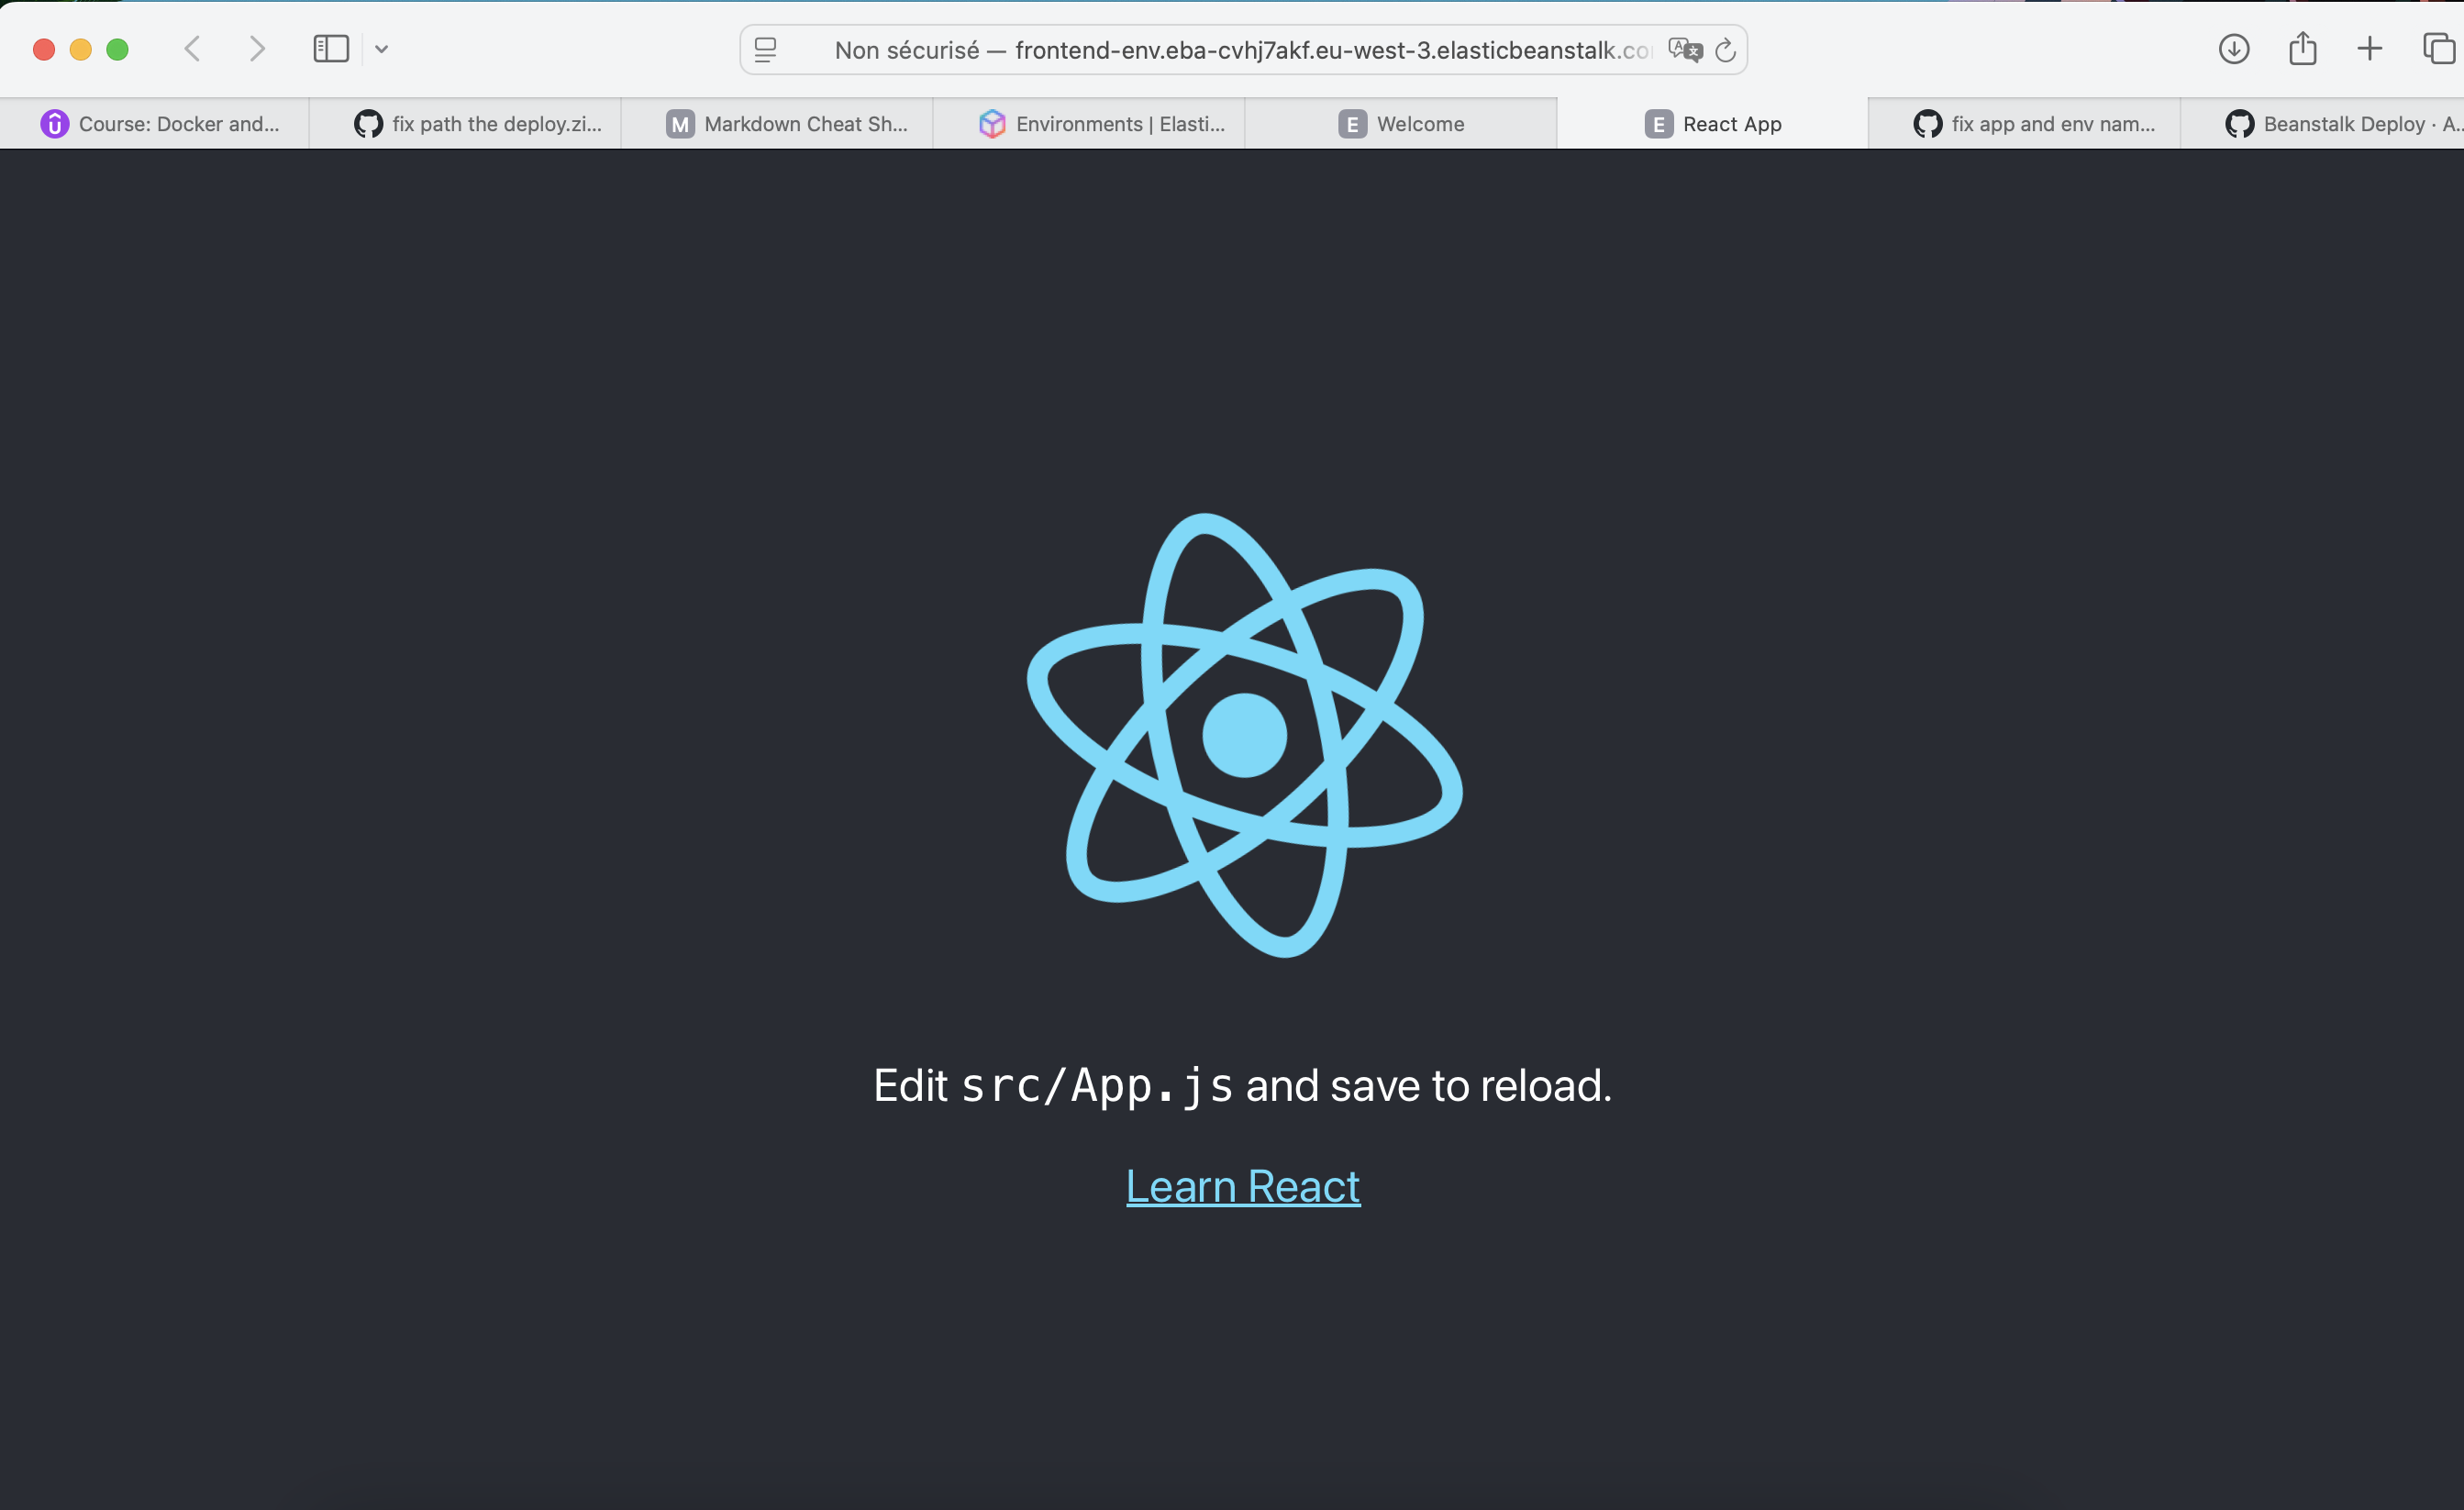 Non sécurisé — frontend-env.eba-cvhj7akf.eu-west-3.elasticbeanstalk.co
Course: Docker and...
fix path the deploy.zi...
M Markdown Cheat Sh...
Environments | Elasti...
E Welcome
E React App
fix app and env nam...
Beanstalk Deploy · A...
Edit src/App.js and save to reload.
Learn React